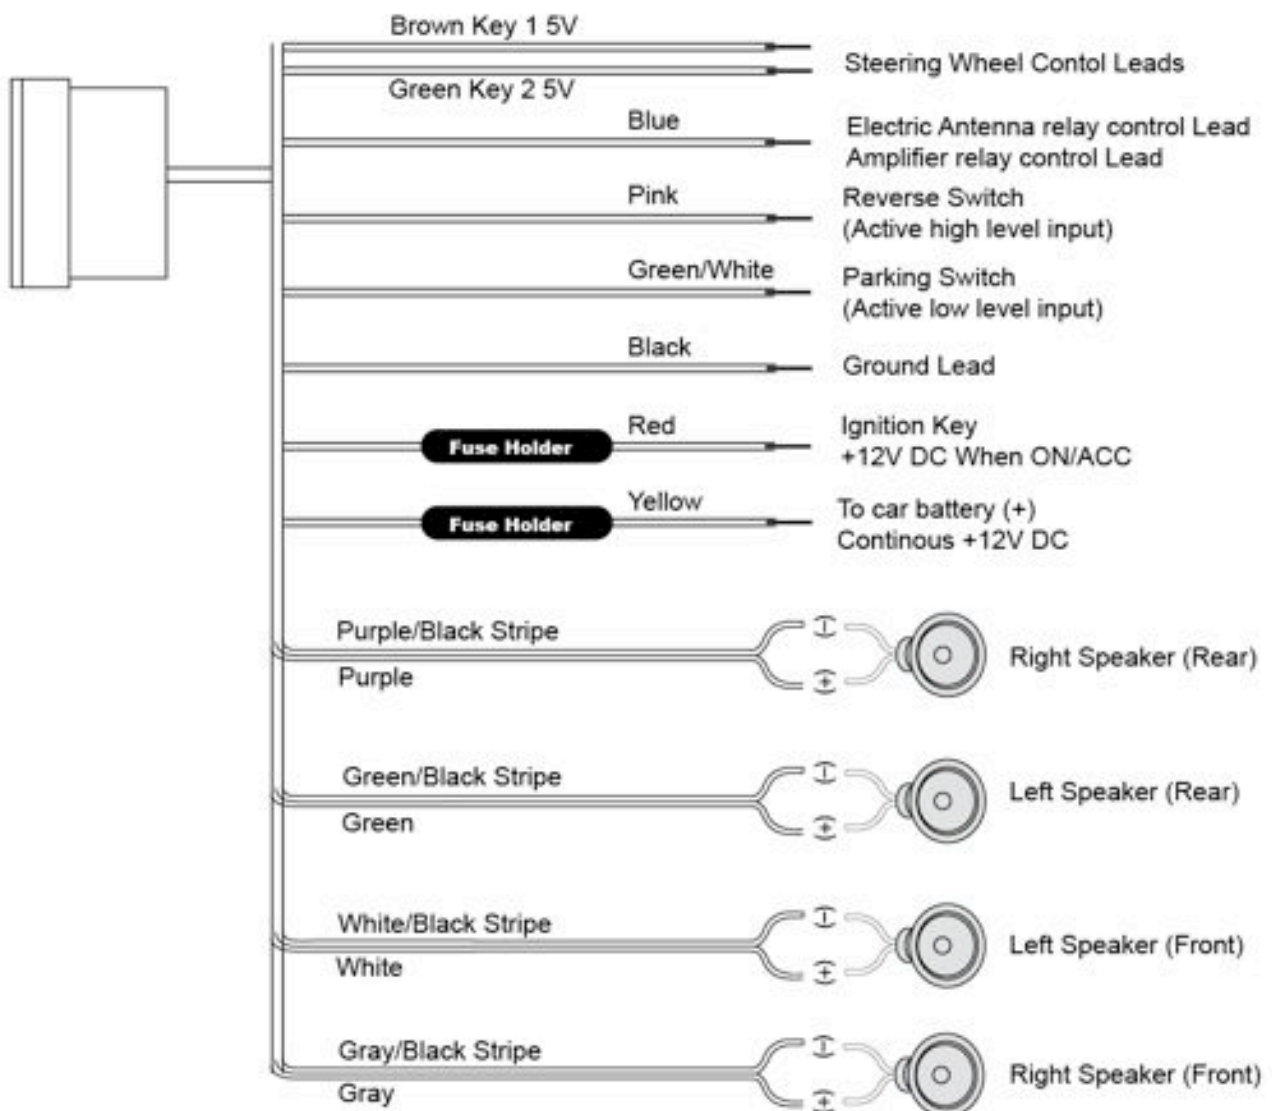 Brown Key 1 5V
Steering Wheel Contol Leads
Green Key 2 5V
Blue
Electric Antenna relay control Lead
Amplifier relay control Lead
Pink
Reverse Switch
(Active high level input)
Green/White
Parking Switch
(Active low level input)
Black
Ground Lead
Red
Fuse Holder
Ignition Key
+12V DC When ON/ACC
Yellow
Fuse Holder
To car battery (+)
Continous +12V DC
Purple/Black Stripe
Purple
Right Speaker (Rear)
Green/Black Stripe
Green
Left Speaker (Rear)
White/Black Stripe
White
Left Speaker (Front)
Gray/Black Stripe
Gray
Right Speaker (Front)